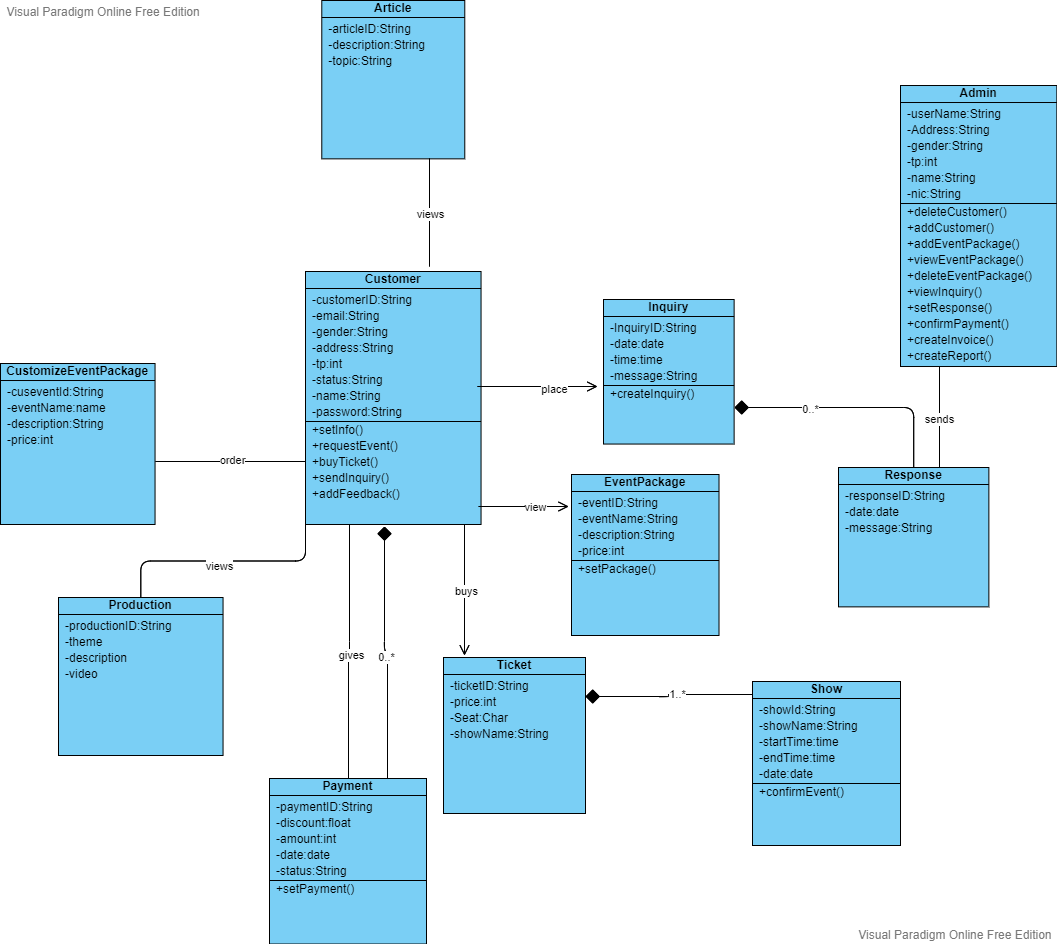 Visual Paradigm Online Free Edition
Article
-articleID:String
-description:String
-topic:String
views
Admin
-userName:String
-Address:String
-gender:String
-tp:int
-name:String
-nic:String
+deleteCustomer()
+addCustomer()
+addEventPackage()
+viewEventPackage()
+deleteEventPackage()
+viewInquiry()
+setResponse()
+confirmPayment()
+createInvoice()
+createReport()
Customer
-customerID:String
-email:String
-gender:String
-address:String
-tp:int
-status:String
-name:String
-password:String
+setInfo()
+requestEvent()
+buyTicket()
+sendInquiry()
+addFeedback()
Inquiry
-InquiryID:String
-date:date
-time:time
-message:String
+createInquiry()
place
0..*
sends
CustomizeEventPackage
-cuseventId:String
-eventName:name
-description:String
-price:int
order
EventPackage
-eventID:String
-eventName:String
-description:String
-price:int
+setPackage()
view
Response
-responseID:String
-date:date
-message:String
views
buys
Production
-productionID:String
-theme
-description
-video
gives
0..*
Ticket
-ticketID:String
-price:int
-Seat:Char
-showName:String
1..*
Show
-showId:String
-showName:String
-startTime:time
-endTime:time
-date:date
+confirmEvent()
Payment
-paymentID:String
-discount:float
-amount:int
-date:date
-status:String
+setPayment()
Visual Paradigm Online Free Edition